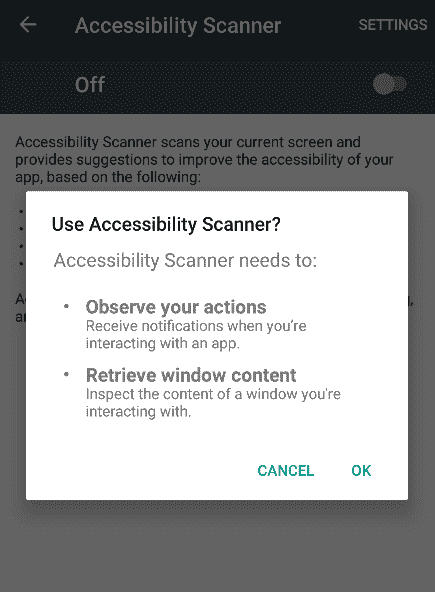 Accessibility Scanner
SETTINGS
Off
Accessibility Scanner scans your current screen and
provides suggestions to improve the accessibility of your
app, based on the following:
Use Accessibility Scanner?
Accessibility Scanner needs to:
• Observe your actions
Receive notifications when you’re
interacting with an app.
• Retrieve window content
Inspect the content of a window you're
interacting with.
CANCEL
OK